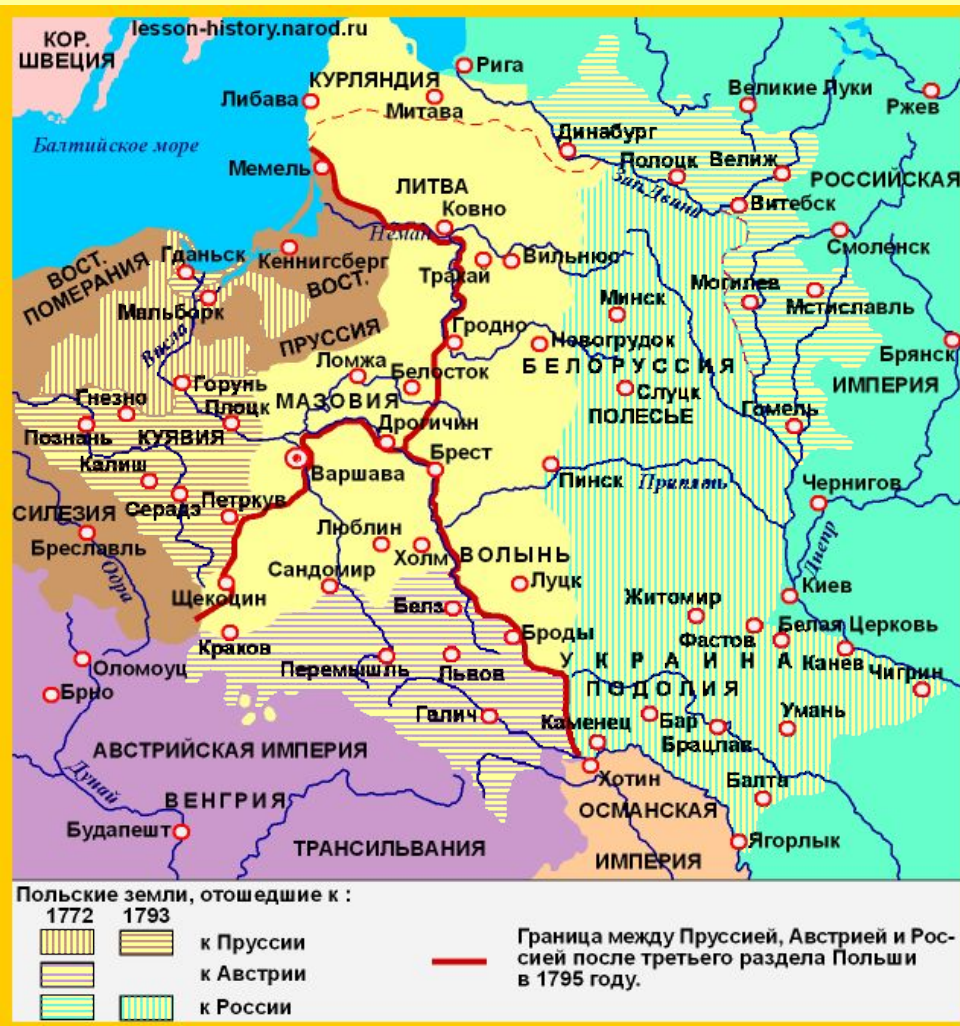 lesson-history.narod.ru
КОР.
ШВЕЦИЯ
КУРЛЯНДИЯ
Рига
Либава
Митава
Великие Луки
Ржев
Балтийское море
Динабург
Полоцк
Велиж
Мемель
ЛИТВА
Зап. Двина
РОССИЙСКАЯ
Витебск
Ковно
Неман
Смоленск
Гданьск
Кеннигсберг
ВОСТ.
ПОМЕРАНИЯ
ВОСТ.
Тракай
Вильнюс
Могилев
Мстиславль
Мальборк
Минск
Висла
ПРУССИЯ
Гродно
Новогрудок
Брянск
Ломжа
Белосток
БЕЛОРУССИЯ
ИМПЕРИЯ
Горунь
Гнезно
Плоцк
МАЗОВИЯ
Слуцк
ПОЛЕСЬЕ
Гомель
Познань
КУЯВИЯ
Дрогичин
Калиш
Варшава
Брест
Пинск
Припять
Чернигов
Серадз
Петркув
СИЛЕЗИЯ
Люблин
Бреславль
Холм
ВОЛЫНЬ
Днепр
Одра
Щекоцин
Сандомир
Луцк
Киев
Белз
Житомир
Краков
Броды
Фастов
Белая Церковь
Оломоуц
Перемышль
Львов
УКРАИНА
Канев
Чигрин
Брно
ПОДОЛИЯ
Галич
Каменец
Бар
Умань
Брацлав
АВСТРИЙСКАЯ ИМПЕРИЯ
Дунай
Хотин
Балта
ВЕНГРИЯ
ОСМАНСКАЯ
Будапешт
ТРАНСИЛЬВАНИЯ
Ягорлык
ИМПЕРИЯ
Польские земли, отошедшие к :
1772 1793
к Пруссии
к Австрии
к России
Граница между Пруссией, Австрией и Рос-
сией после третьего раздела Польши
в 1795 году.